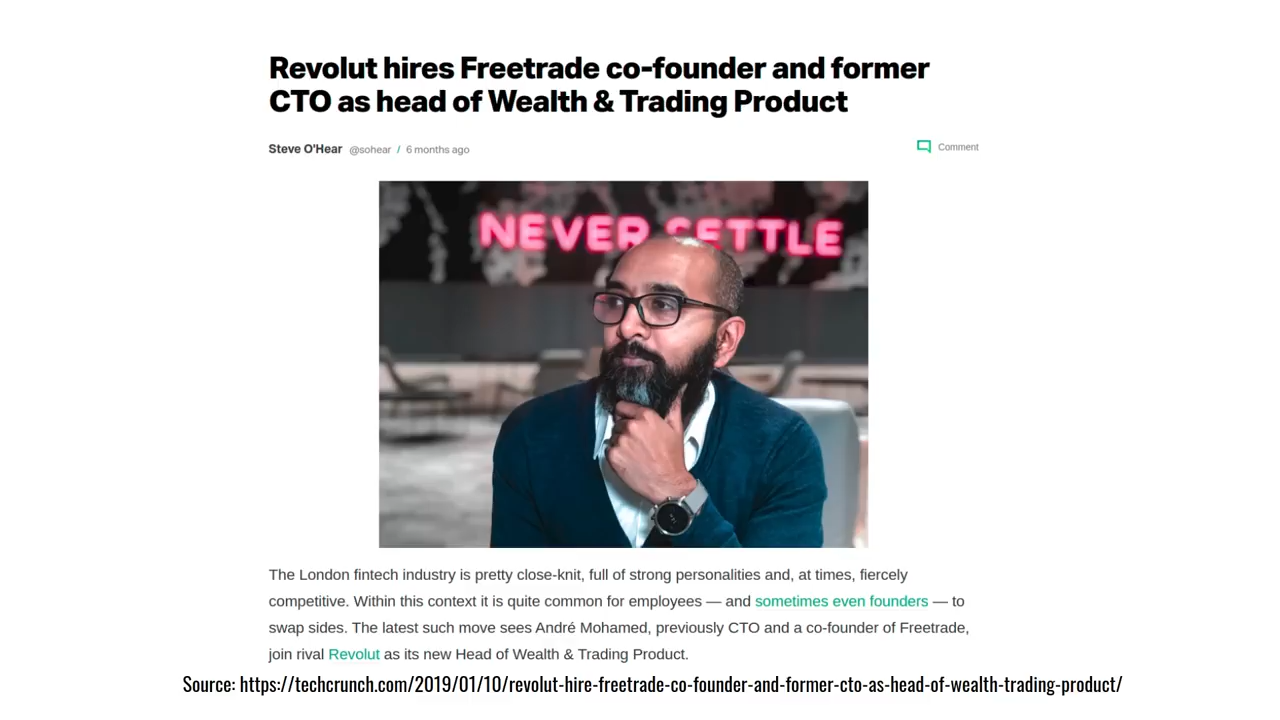 Revolut hires Freetrade co-founder and former
CTO as head of Wealth & Trading Product
Steve O'Hear @sohear / 6 months ago
Comment
NEVER SETTLE
The London fintech industry is pretty close-knit, full of strong personalities and, at times, fiercely
competitive. Within this context it is quite common for employees — and sometimes even founders — to
swap sides. The latest such move sees André Mohamed, previously CTO and a co-founder of Freetrade,
join rival Revolut as its new Head of Wealth & Trading Product.
Source: https://techcrunch.com/2019/01/10/revolut-hire-freetrade-co-founder-and-former-cto-as-head-of-wealth-trading-product/